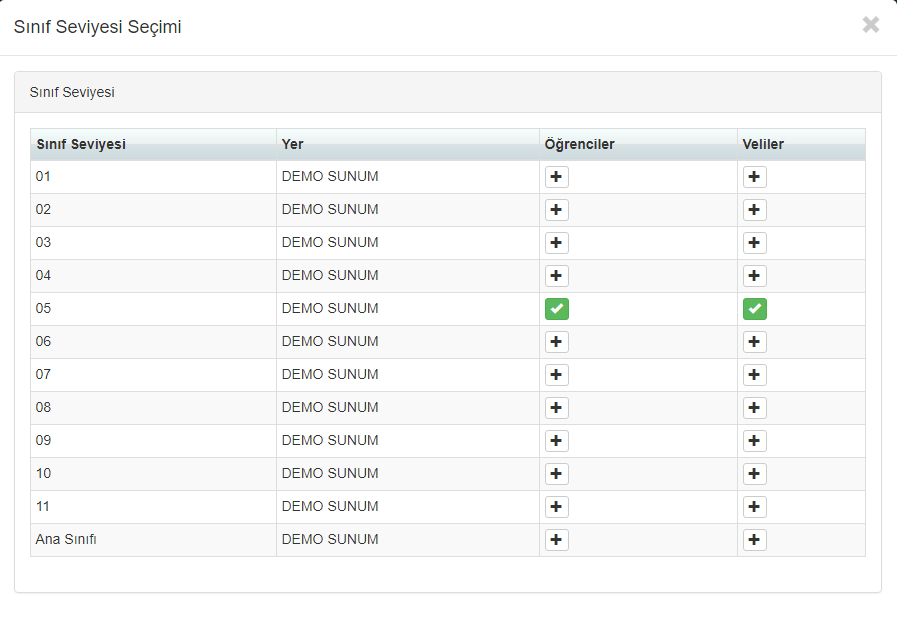 Sınıf Seviyesi Seçimi
Sınıf Seviyesi
Sınıf Seviyesi Yer Öğrenciler Veliler
01 DEMO SUNUM
02 DEMO SUNUM
03 DEMO SUNUM
04 DEMO SUNUM
05 DEMO SUNUM
06 DEMO SUNUM
07 DEMO SUNUM
08 DEMO SUNUM
09 DEMO SUNUM
10 DEMO SUNUM
11 DEMO SUNUM
Ana Sınıfı DEMO SUNUM